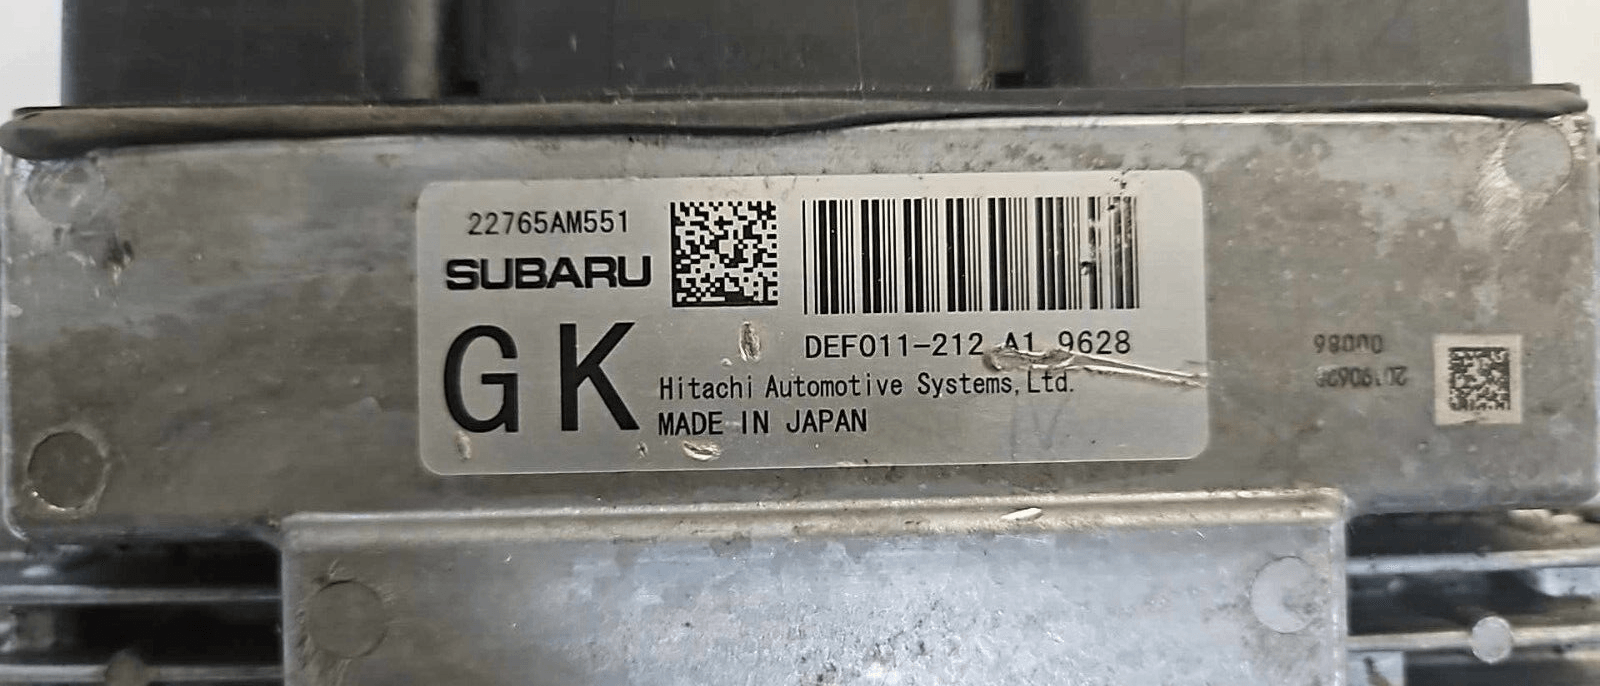 22765AM551
SUBARU
GK
DEF011-212 A1 9628
Hitachi Automotive Systems, Ltd.
MADE IN JAPAN